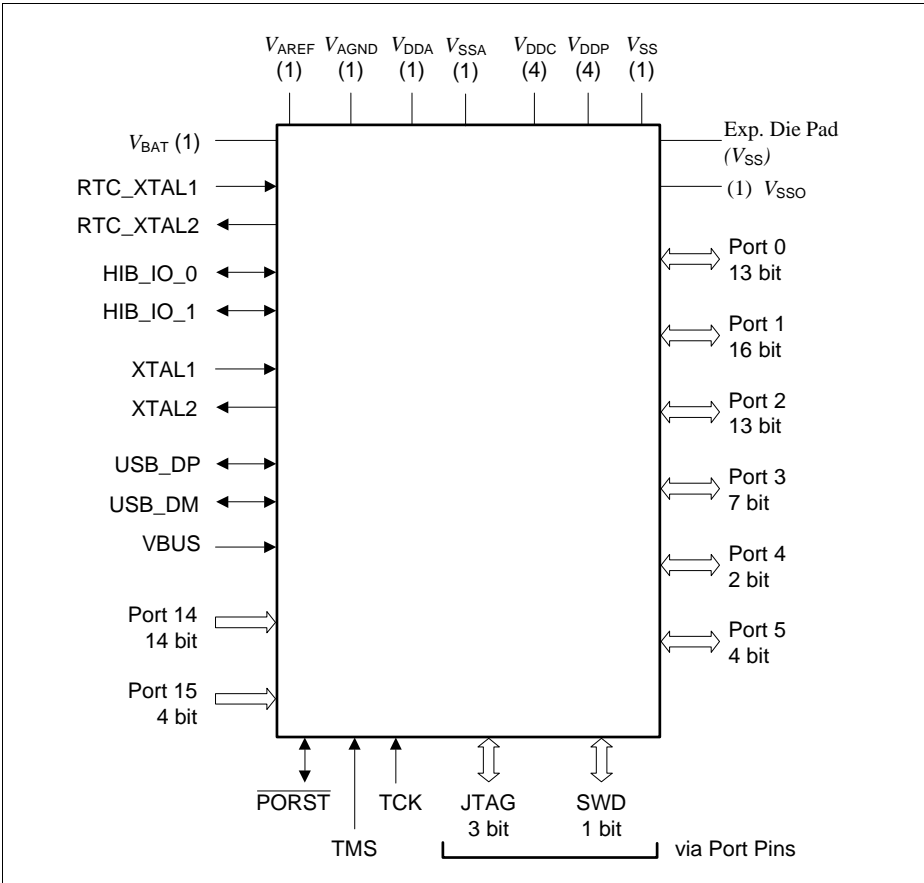 VAREF VAGND VDDA VSSA VDDC VDDP VSS
(1) (1) (1) (1) (4) (4) (1)
VBAT (1)
RTC_XTAL1
RTC_XTAL2
HIB_IO_0
HIB_IO_1
XTAL1
XTAL2
USB_DP
USB_DM
VBUS
Port 14
14 bit
Port 15
4 bit
Exp. Die Pad
(VSS)
(1) VSSO
Port 0
13 bit
Port 1
16 bit
Port 2
13 bit
Port 3
7 bit
Port 4
2 bit
Port 5
4 bit
PORST
TMS
TCK
JTAG
3 bit
SWD
1 bit
via Port Pins